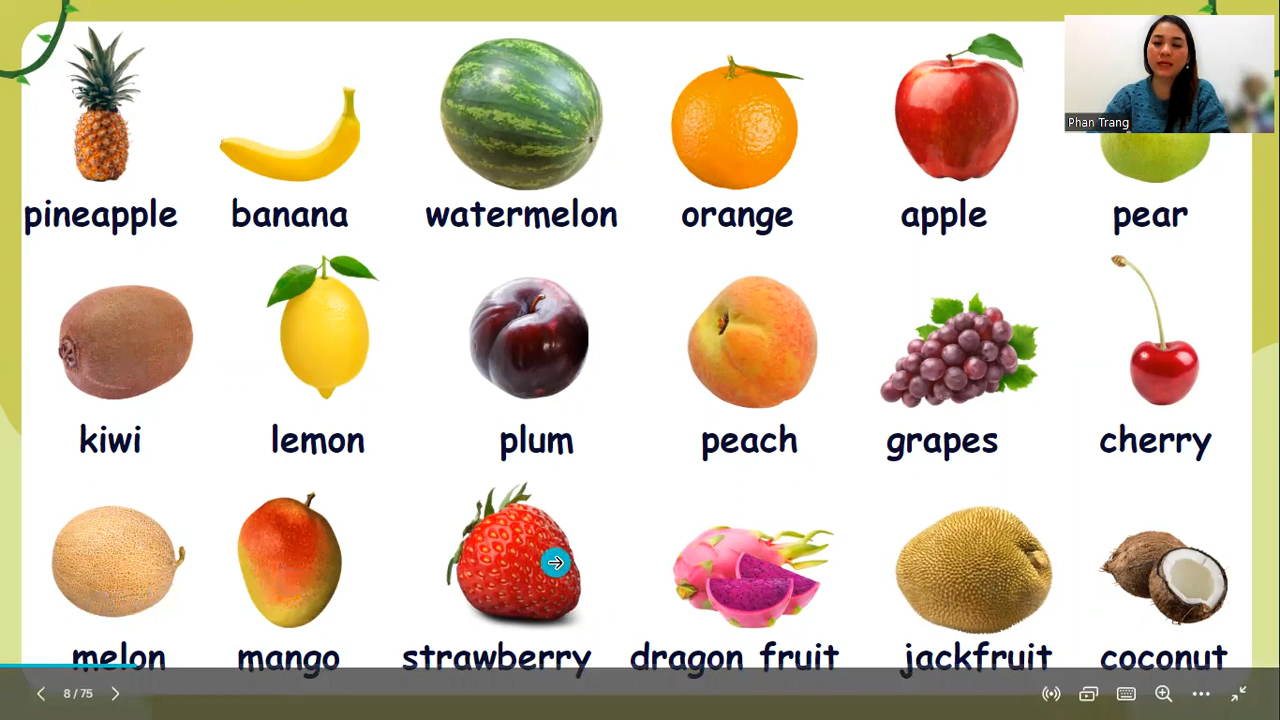 Phan Trang
pineapple banana watermelon orange apple pear
kiwi lemon plum peach grapes cherry
melon mango strawberry dragon fruit jackfruit coconut
8 / 75